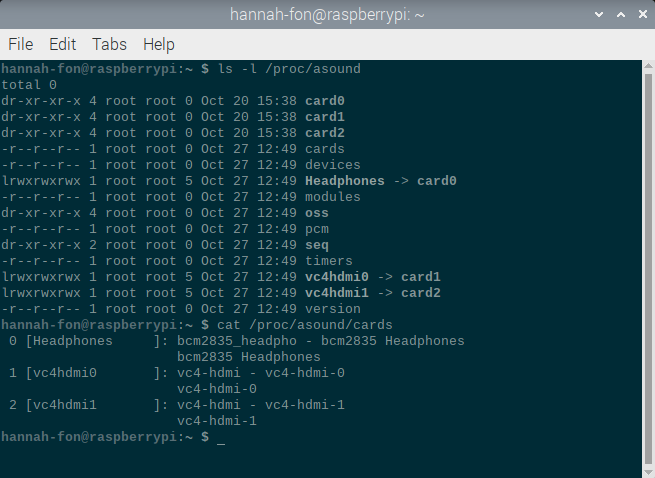 hannah-fon@raspberrypi: ~
File Edit Tabs Help
hannah-fon@raspberrypi:~ $ ls -l /proc/asound
total 0
dr-xr-xr-x 4 root root 0 Oct 20 15:38 card0
dr-xr-xr-x 4 root root 0 Oct 20 15:38 card1
dr-xr-xr-x 4 root root 0 Oct 20 15:38 card2
-r--r--r-- 1 root root 0 Oct 27 12:49 cards
-r--r--r-- 1 root root 0 Oct 27 12:49 devices
lrwxrwxrwx 1 root root 5 Oct 27 12:49 Headphones -> card0
-r--r--r-- 1 root root 0 Oct 27 12:49 modules
dr-xr-xr-x 4 root root 0 Oct 27 12:49 oss
-r--r--r-- 1 root root 0 Oct 27 12:49 pcm
dr-xr-xr-x 2 root root 0 Oct 27 12:49 seq
-r--r--r-- 1 root root 0 Oct 27 12:49 timers
lrwxrwxrwx 1 root root 5 Oct 27 12:49 vc4hdmi0 -> card1
lrwxrwxrwx 1 root root 5 Oct 27 12:49 vc4hdmi1 -> card2
-r--r--r-- 1 root root 0 Oct 27 12:49 version
hannah-fon@raspberrypi:~ $ cat /proc/asound/cards
 0 [Headphones     ]: bcm2835_headpho - bcm2835 Headphones
                      bcm2835 Headphones
 1 [vc4hdmi0       ]: vc4-hdmi - vc4-hdmi-0
                      vc4-hdmi-0
 2 [vc4hdmi1       ]: vc4-hdmi - vc4-hdmi-1
                      vc4-hdmi-1
hannah-fon@raspberrypi:~ $ _